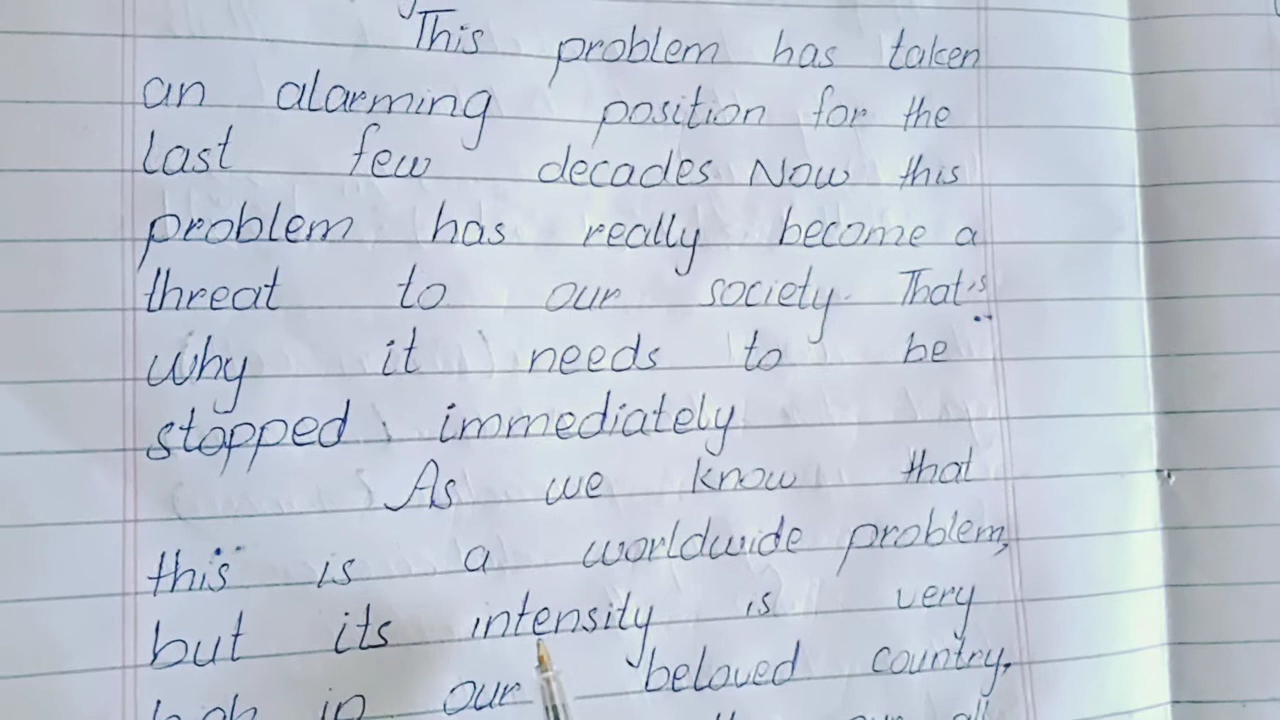 This problem has taken
an alarming position for the
last few decades. Now this
problem has really become a
threat to our society. That's
why it needs to be
stopped immediately
As we know that
this is a worldwide problem,
but its intensity is very
in our beloved country,
our all